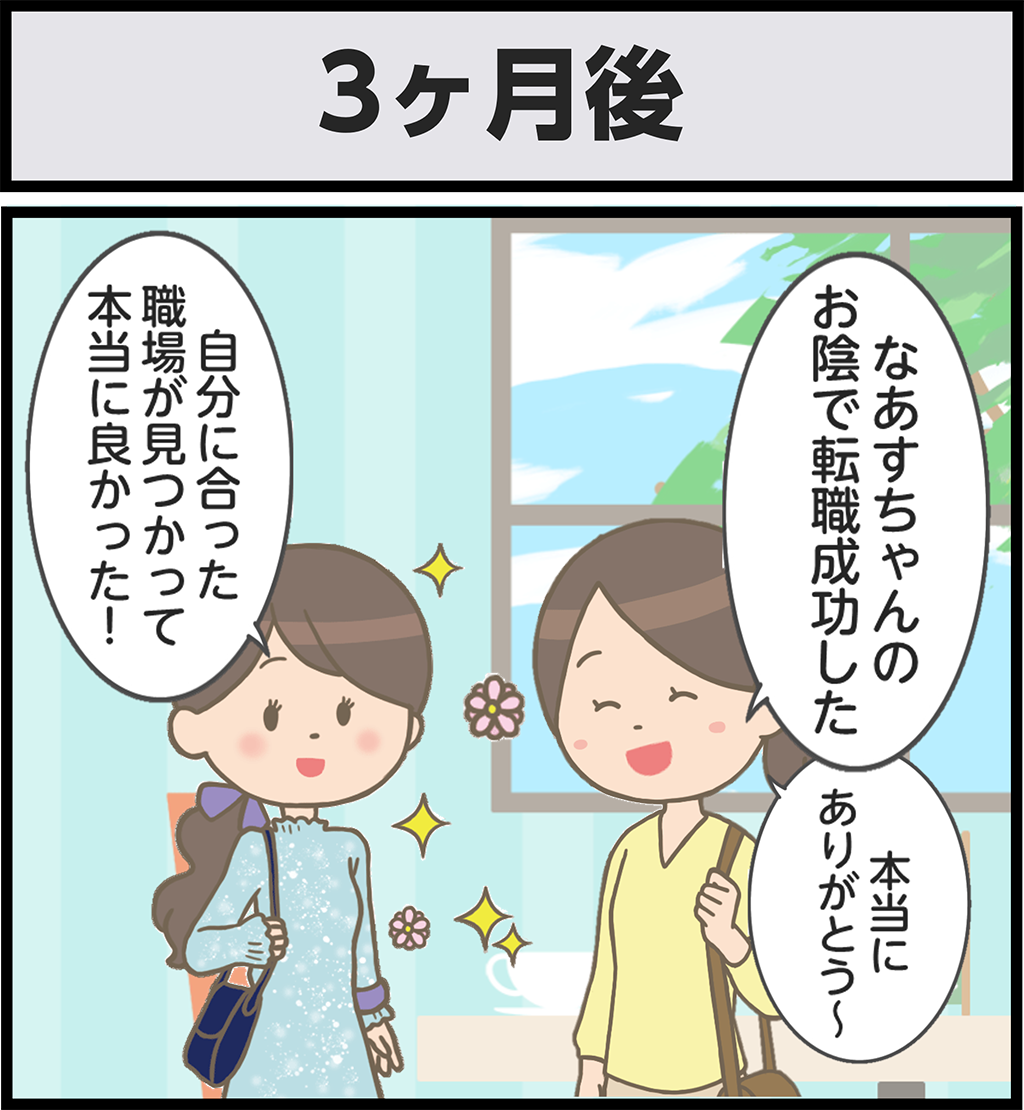 3ヶ月後
なあすちゃんの
お陰で転職成功した
本当に
ありがとう～
自分に合った
職場が見つかって
本当に良かった！